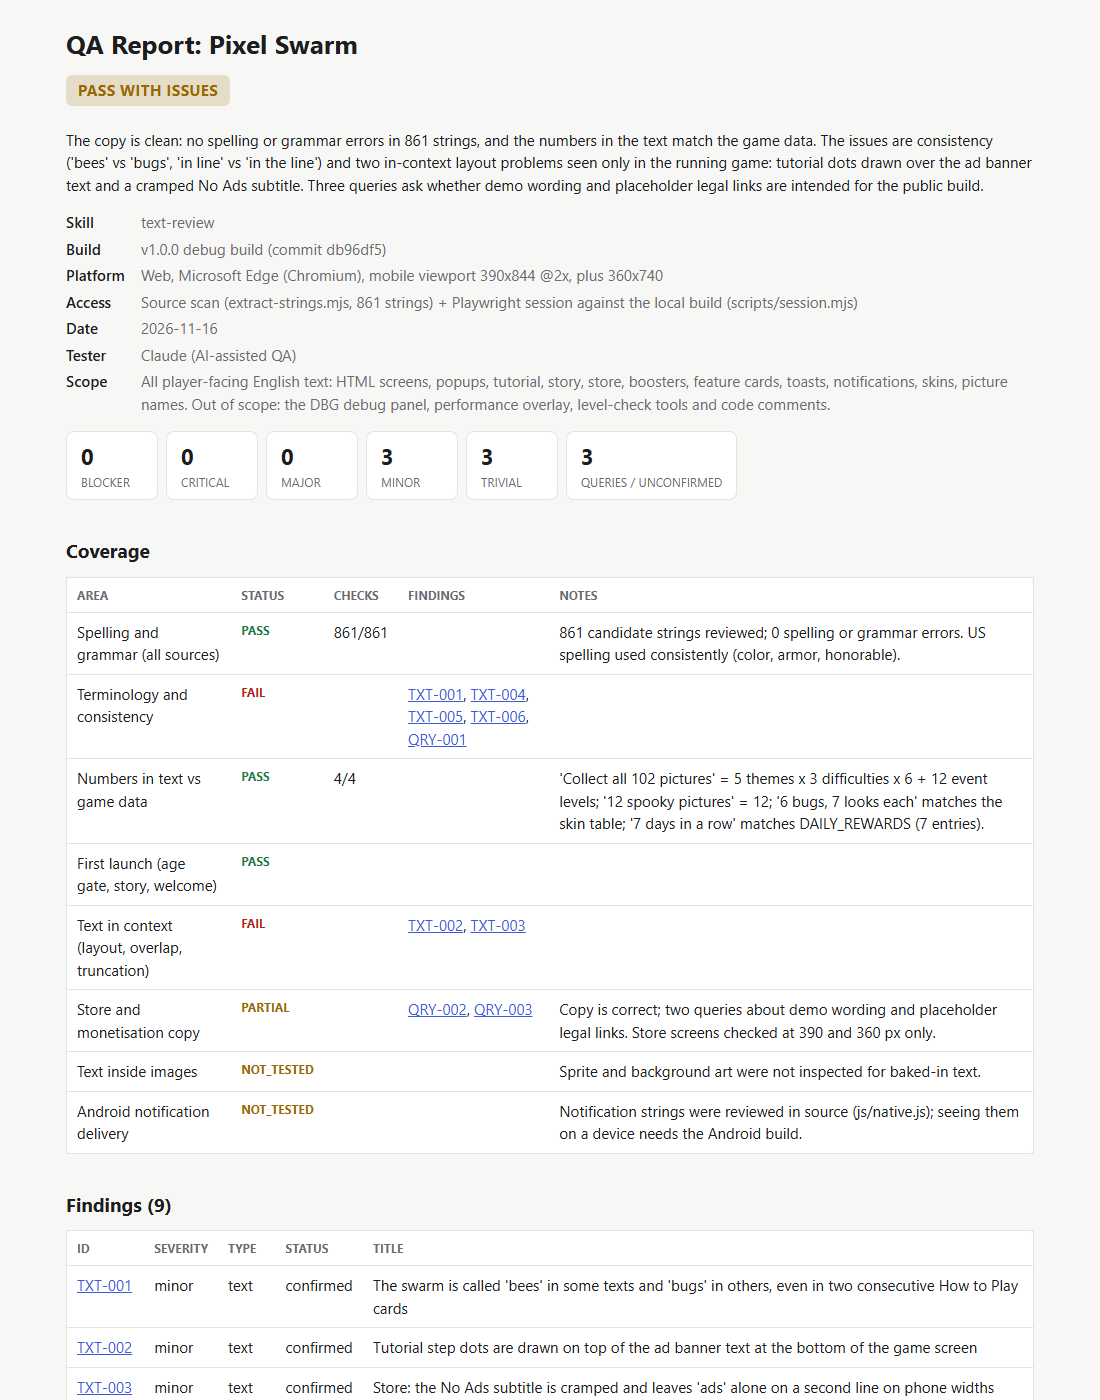 QA Report: Pixel Swarm
PASS WITH ISSUES
The copy is clean: no spelling or grammar errors in 861 strings, and the numbers in the text match the game data. The issues are consistency
('bees' vs 'bugs', 'in line' vs 'in the line') and two in-context layout problems seen only in the running game: tutorial dots drawn over the ad banner
text and a cramped No Ads subtitle. Three queries ask whether demo wording and placeholder legal links are intended for the public build.
Skill text-review
Build v1.0.0 debug build (commit db96df5)
Platform Web, Microsoft Edge (Chromium), mobile viewport 390x844 @2x, plus 360x740
Access Source scan (extract-strings.mjs, 861 strings) + Playwright session against the local build (scripts/session.mjs)
Date 2026-11-16
Tester Claude (AI-assisted QA)
Scope All player-facing English text: HTML screens, popups, tutorial, story, store, boosters, feature cards, toasts, notifications, skins, picture
names. Out of scope: the DBG debug panel, performance overlay, level-check tools and code comments.
0 0 0 3 3 3
BLOCKER CRITICAL MAJOR MINOR TRIVIAL QUERIES / UNCONFIRMED
Coverage
AREA STATUS CHECKS FINDINGS NOTES
Spelling and PASS 861/861 861 candidate strings reviewed; 0 spelling or grammar errors. US
grammar (all sources) spelling used consistently (color, armor, honorable).
Terminology and FAIL TXT-001, TXT-004,
consistency TXT-005, TXT-006,
QRY-001
Numbers in text vs PASS 4/4 'Collect all 102 pictures' = 5 themes x 3 difficulties x 6 + 12 event
game data levels; '12 spooky pictures' = 12; '6 bugs, 7 looks each' matches the
skin table; '7 days in a row' matches DAILY_REWARDS (7 entries).
First launch (age PASS
gate, story, welcome)
Text in context FAIL TXT-002, TXT-003
(layout, overlap,
truncation)
Store and PARTIAL QRY-002, QRY-003 Copy is correct; two queries about demo wording and placeholder
monetisation copy legal links. Store screens checked at 390 and 360 px only.
Text inside images NOT_TESTED Sprite and background art were not inspected for baked-in text.
Android notification NOT_TESTED Notification strings were reviewed in source (js/native.js); seeing them
delivery on a device needs the Android build.
Findings (9)
ID SEVERITY TYPE STATUS TITLE
TXT-001 minor text confirmed The swarm is called 'bees' in some texts and 'bugs' in others, even in two consecutive How to Play
cards
TXT-002 minor text confirmed Tutorial step dots are drawn on top of the ad banner text at the bottom of the game screen
TXT-003 minor text confirmed Store: the No Ads subtitle is cramped and leaves 'ads' alone on a second line on phone widths